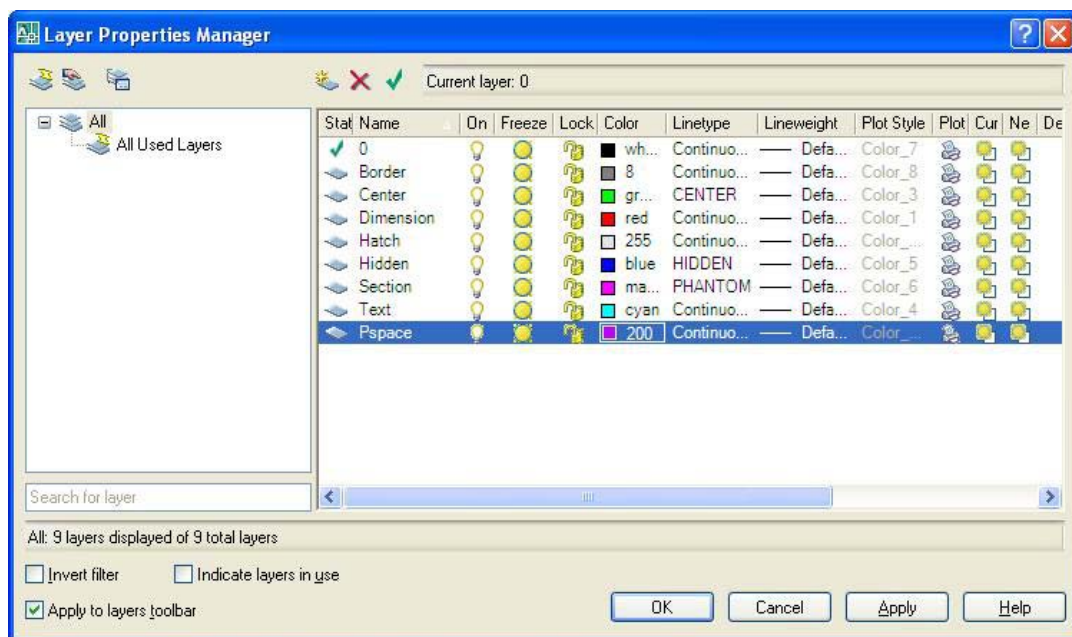 Layer Properties Manager
Current layer: 0
All
All Used Layers
Stat Name On Freeze Lock Color Linetype Lineweight Plot Style Plot Cur Ne De
0 wh... Continuo... Defa... Color_7
Border 8 Continuo... Defa... Color_8
Center gr... CENTER Defa... Color_3
Dimension red Continuo... Defa... Color_1
Hatch 255 Continuo... Defa... Color_...
Hidden blue HIDDEN Defa... Color_5
Section ma... PHANTOM Defa... Color_6
Text cyan Continuo... Defa... Color_4
Pspace 200 Continuo... Defa... Color_...
Search for layer
All: 9 layers displayed of 9 total layers
Invert filter Indicate layers in use
Apply to layers toolbar OK Cancel Apply Help